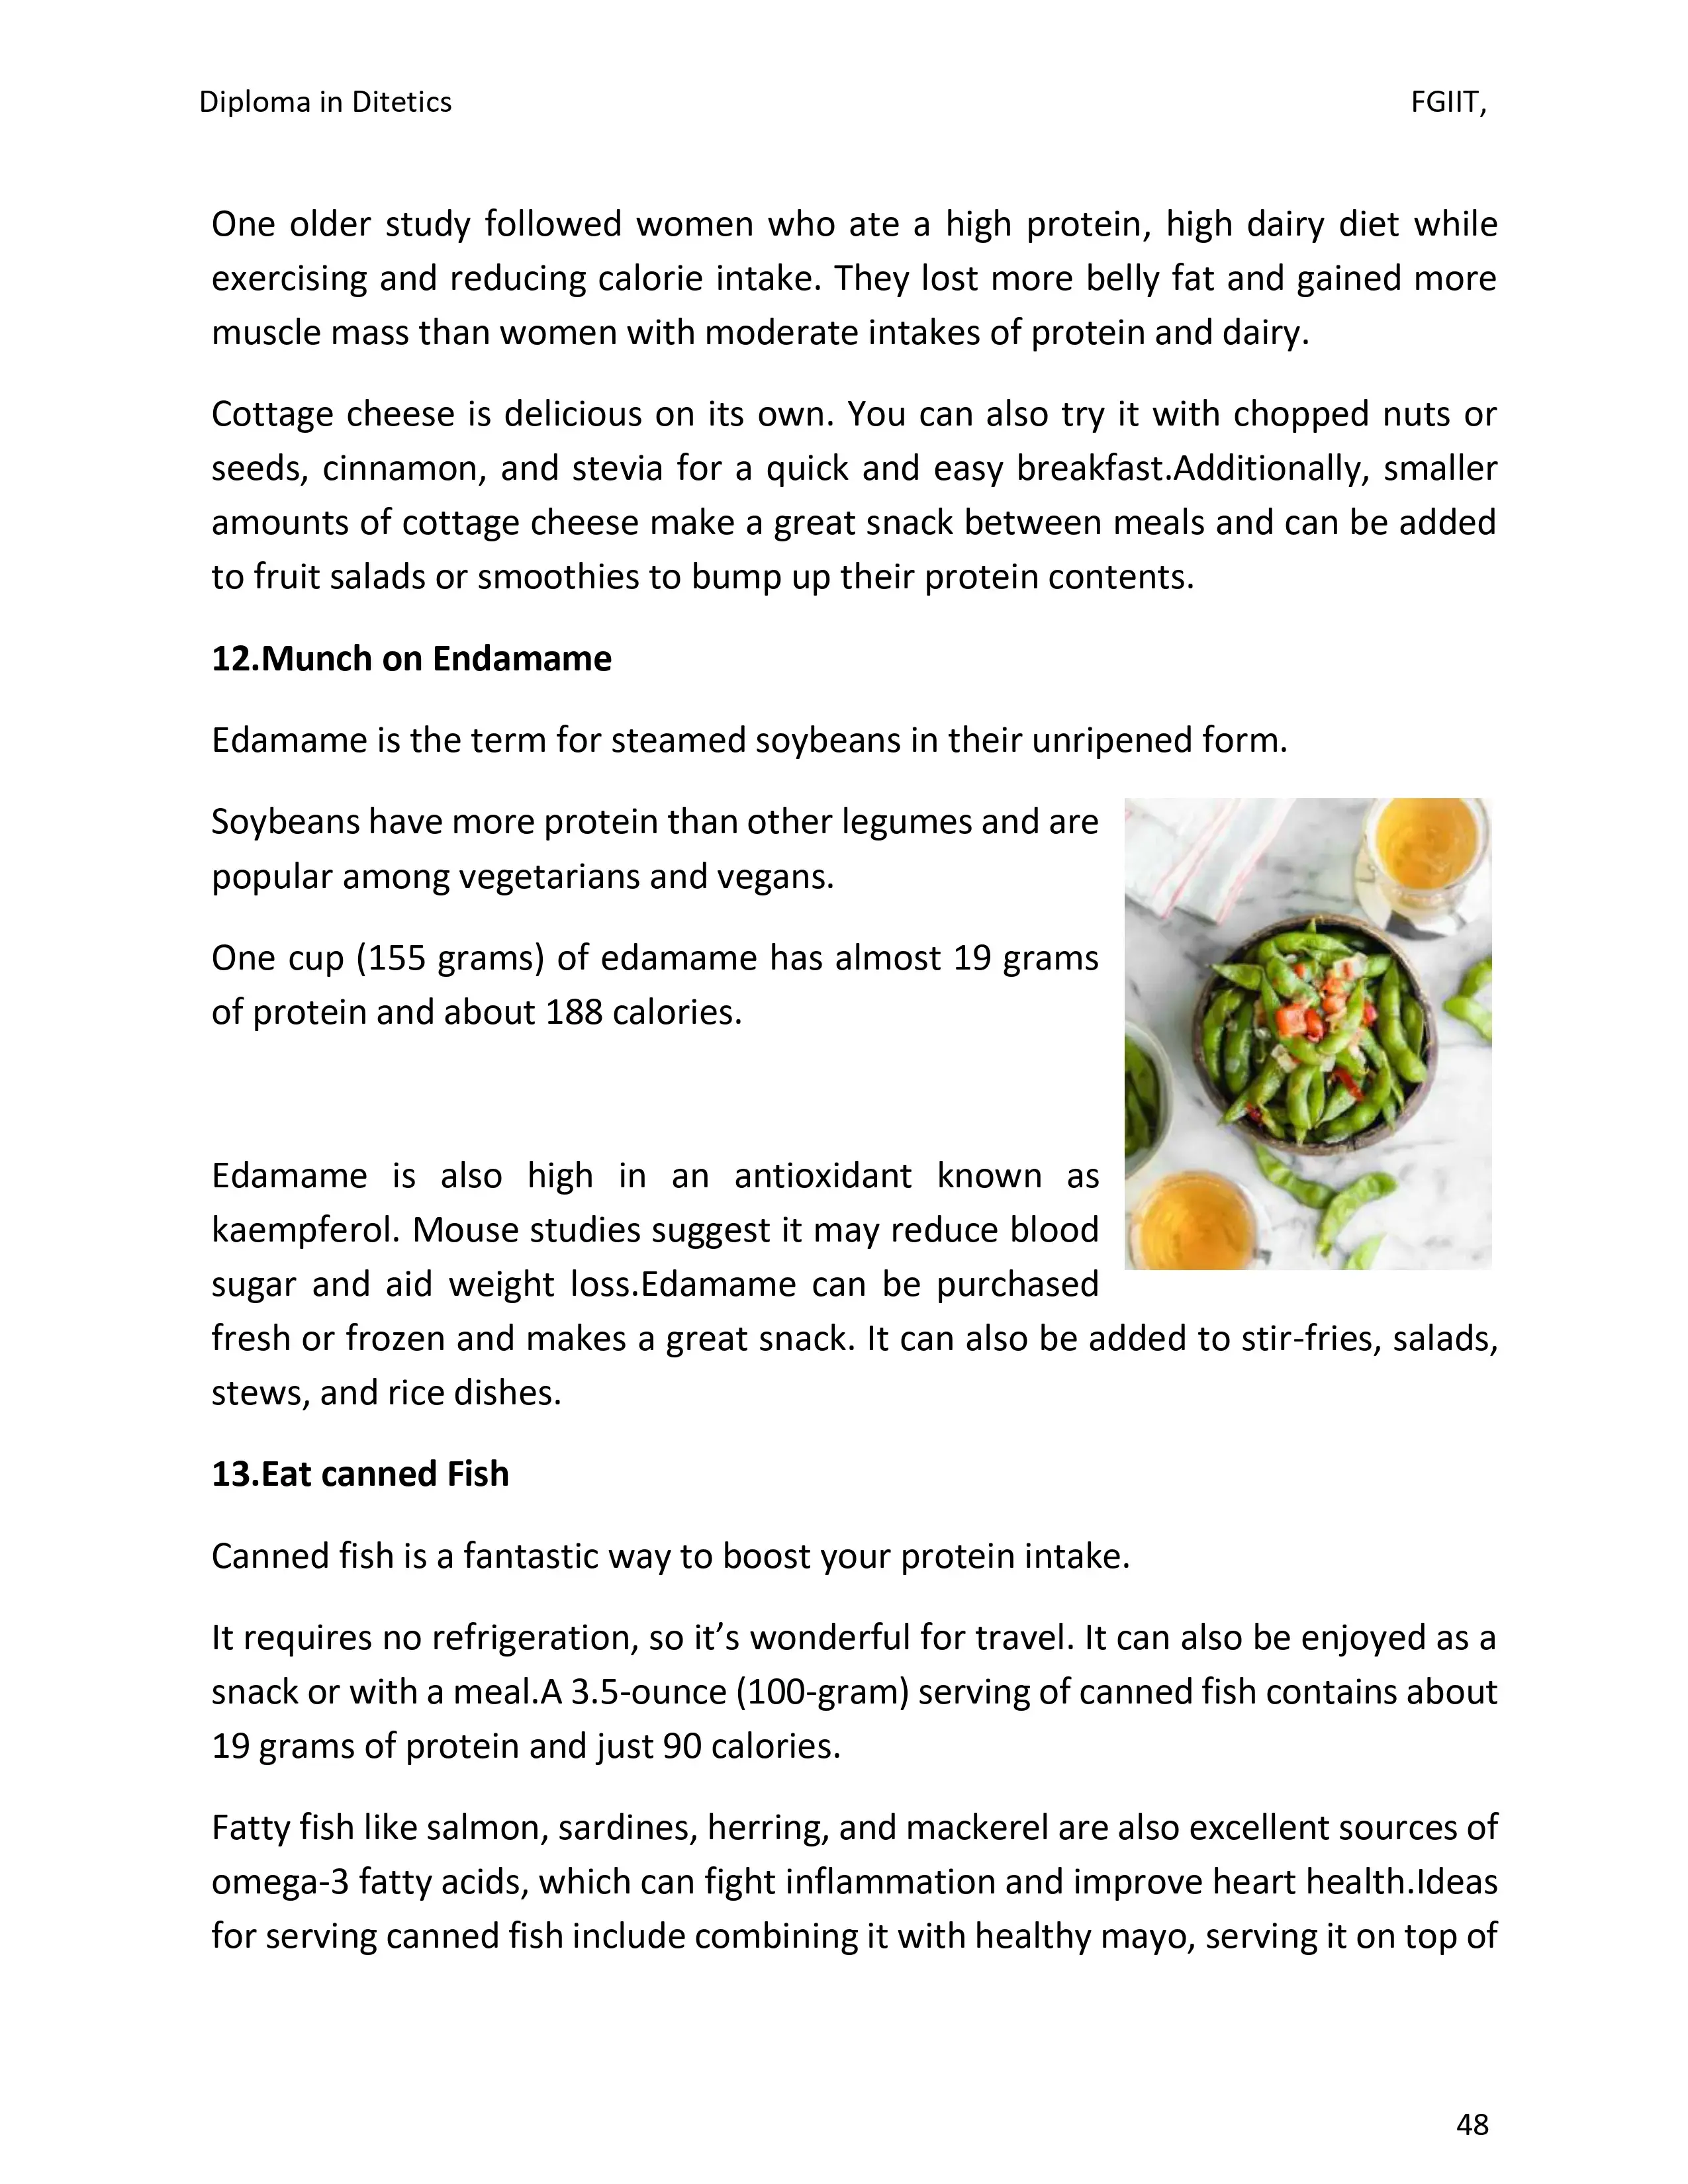 Diploma in Ditetics
FGIIT,
One older study followed women who ate a high protein, high dairy diet while
exercising and reducing calorie intake. They lost more belly fat and gained more
muscle mass than women with moderate intakes of protein and dairy.
Cottage cheese is delicious on its own. You can also try it with chopped nuts or
seeds, cinnamon, and stevia for a quick and easy breakfast.Additionally, smaller
amounts of cottage cheese make a great snack between meals and can be added
to fruit salads or smoothies to bump up their protein contents.
12.Munch on Endamame
Edamame is the term for steamed soybeans in their unripened form.
Soybeans have more protein than other legumes and are
popular among vegetarians and vegans.
One cup (155 grams) of edamame has almost 19 grams
of protein and about 188 calories.
Edamame is also high in an antioxidant known as
kaempferol. Mouse studies suggest it may reduce blood
sugar and aid weight loss.Edamame can be purchased
fresh or frozen and makes a great snack. It can also be added to stir-fries, salads,
stews, and rice dishes.
13.Eat canned Fish
Canned fish is a fantastic way to boost your protein intake.
It requires no refrigeration, so it’s wonderful for travel. It can also be enjoyed as a
snack or with a meal.A 3.5-ounce (100-gram) serving of canned fish contains about
19 grams of protein and just 90 calories.
Fatty fish like salmon, sardines, herring, and mackerel are also excellent sources of
omega-3 fatty acids, which can fight inflammation and improve heart health.Ideas
for serving canned fish include combining it with healthy mayo, serving it on top of
48